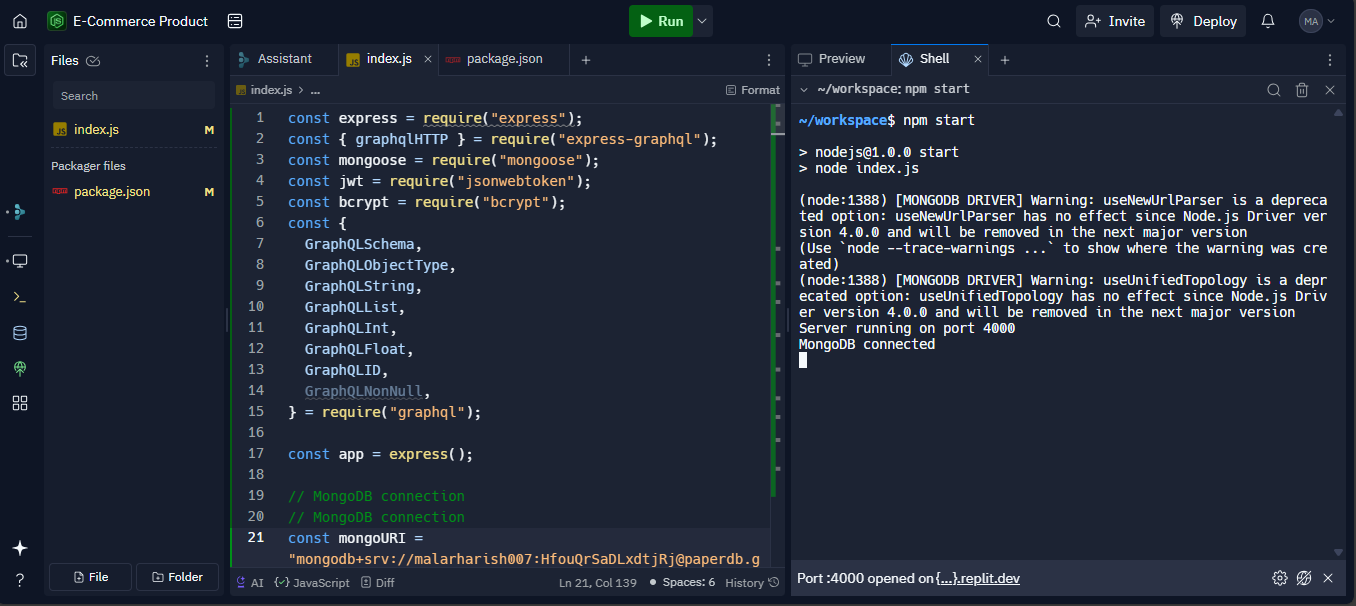 E-Commerce Product
Run
Invite
Deploy
MA
Files
Search
index.js M
Packager files
package.json M
File
Folder
Assistant
index.js
package.json
index.js > ...
Format
1 const express = require("express");
2 const { graphqlHTTP } = require("express-graphql");
3 const mongoose = require("mongoose");
4 const jwt = require("jsonwebtoken");
5 const bcrypt = require("bcrypt");
6 const {
7 GraphQLSchema,
8 GraphQLObjectType,
9 GraphQLString,
10 GraphQLList,
11 GraphQLInt,
12 GraphQLFloat,
13 GraphQLID,
14 GraphQLNonNull,
15 } = require("graphql");
16
17 const app = express();
18
19 // MongoDB connection
20 // MongoDB connection
21 const mongoURI =
"mongodb+srv://malarharish007:HfouQrSaDLxdtjRj@paperdb.g
AI
JavaScript
Diff
Ln 21, Col 139
Spaces: 6
History
Preview
Shell
~/workspace: npm start
~/workspace$ npm start
> nodejs@1.0.0 start
> node index.js
(node:1388) [MONGODB DRIVER] Warning: useNewUrlParser is a depreca
ted option: useNewUrlParser has no effect since Node.js Driver ver
sion 4.0.0 and will be removed in the next major version
(Use `node --trace-warnings ...` to show where the warning was cre
ated)
(node:1388) [MONGODB DRIVER] Warning: useUnifiedTopology is a depr
ecated option: useUnifiedTopology has no effect since Node.js Driv
er version 4.0.0 and will be removed in the next major version
Server running on port 4000
MongoDB connected
Port :4000 opened on {...}.replit.dev